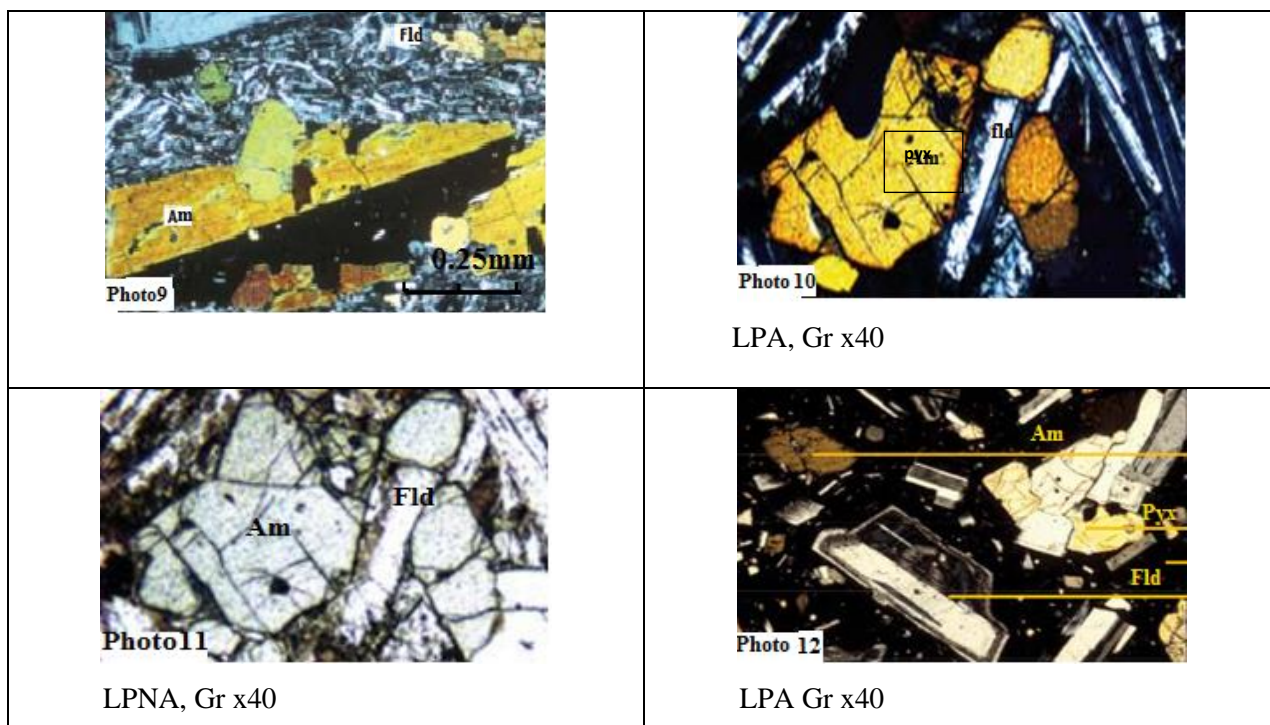 Fld
Am
0.25mm
Photo9
fld
pyx
Am
Photo 10
LPA, Gr x40
Fld
Am
Photo11
LPNA, Gr x40
Am
Pyx
Fld
Photo 12
LPA Gr x40